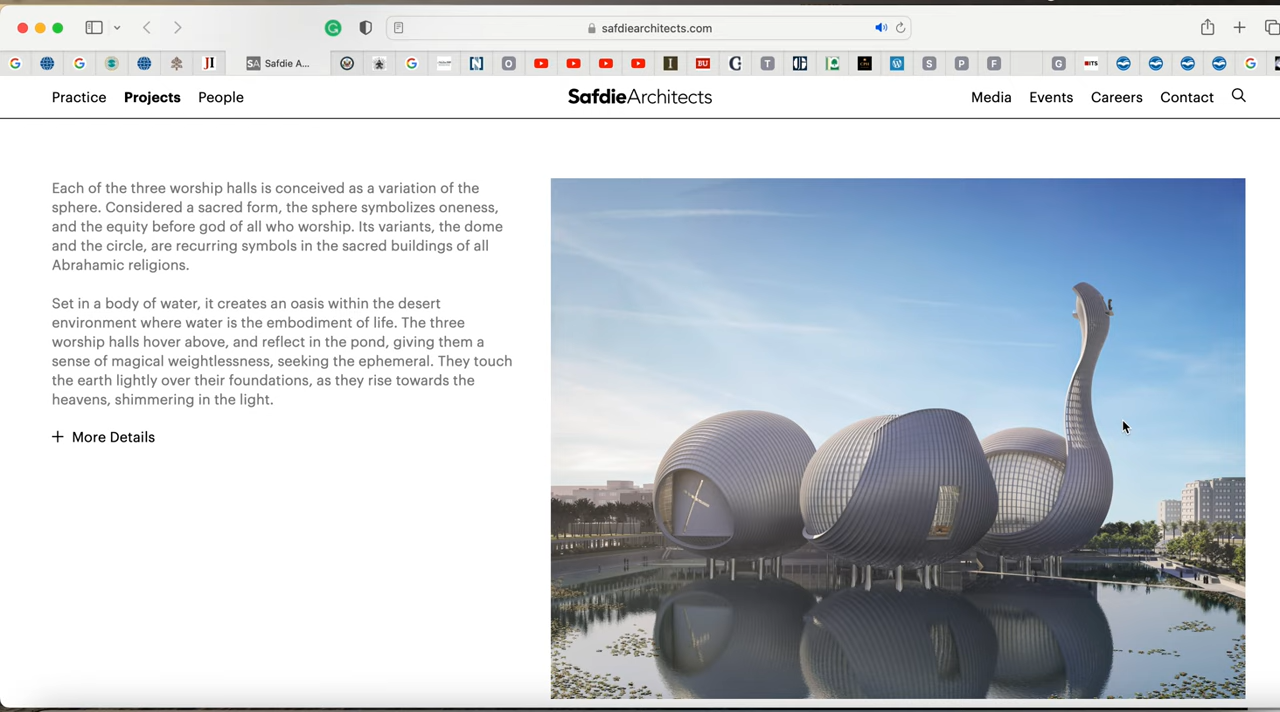 safdiearchitects.com
SA Safdie A...
Practice Projects People
SafdieArchitects
Media Events Careers Contact
Each of the three worship halls is conceived as a variation of the
sphere. Considered a sacred form, the sphere symbolizes oneness,
and the equity before god of all who worship. Its variants, the dome
and the circle, are recurring symbols in the sacred buildings of all
Abrahamic religions.
Set in a body of water, it creates an oasis within the desert
environment where water is the embodiment of life. The three
worship halls hover above, and reflect in the pond, giving them a
sense of magical weightlessness, seeking the ephemeral. They touch
the earth lightly over their foundations, as they rise towards the
heavens, shimmering in the light.
+ More Details